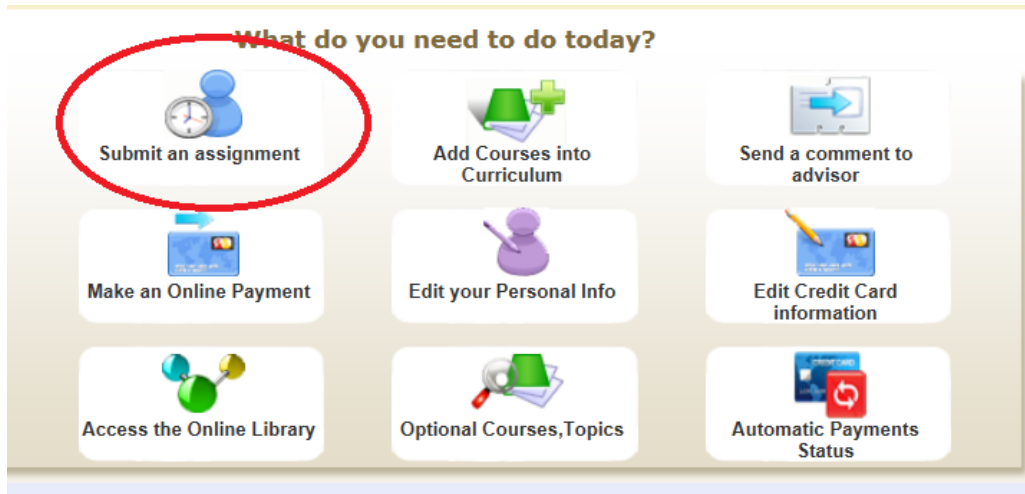 What do you need to do today?
Submit an assignment
Add Courses into
Curriculum
Send a comment to
advisor
Make an Online Payment
Edit your Personal Info
Edit Credit Card
information
Access the Online Library
Optional Courses,Topics
CREDIT CARD
Automatic Payments
Status